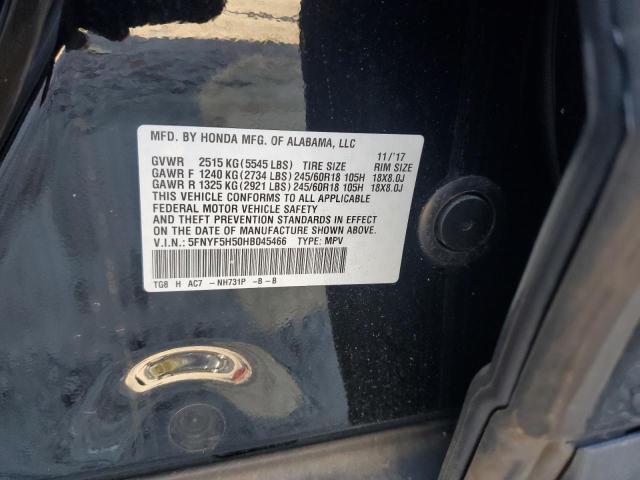 MFD. BY HONDA MFG. OF ALABAMA, LLC
GVWR 2515 KG(5545 LBS) TIRE SIZE 11/'17 RIM SIZE
GAWR F 1240 KG(2734 LBS) 245/60R18 105H 18X8.0J
GAWR R 1325 KG(2921 LBS) 245/60R18 105H 18X8.0J
THIS VEHICLE CONFORMS TO ALL APPLICABLE
FEDERAL MOTOR VEHICLE SAFETY
AND THEFT PREVENTION STANDARDS IN EFFECT
ON THE DATE OF MANUFACTURE SHOWN ABOVE.
V.I.N.: 5FNYF5H50HB045466 TYPE: MPV
TG8 H AC7 -NH731P -B-B